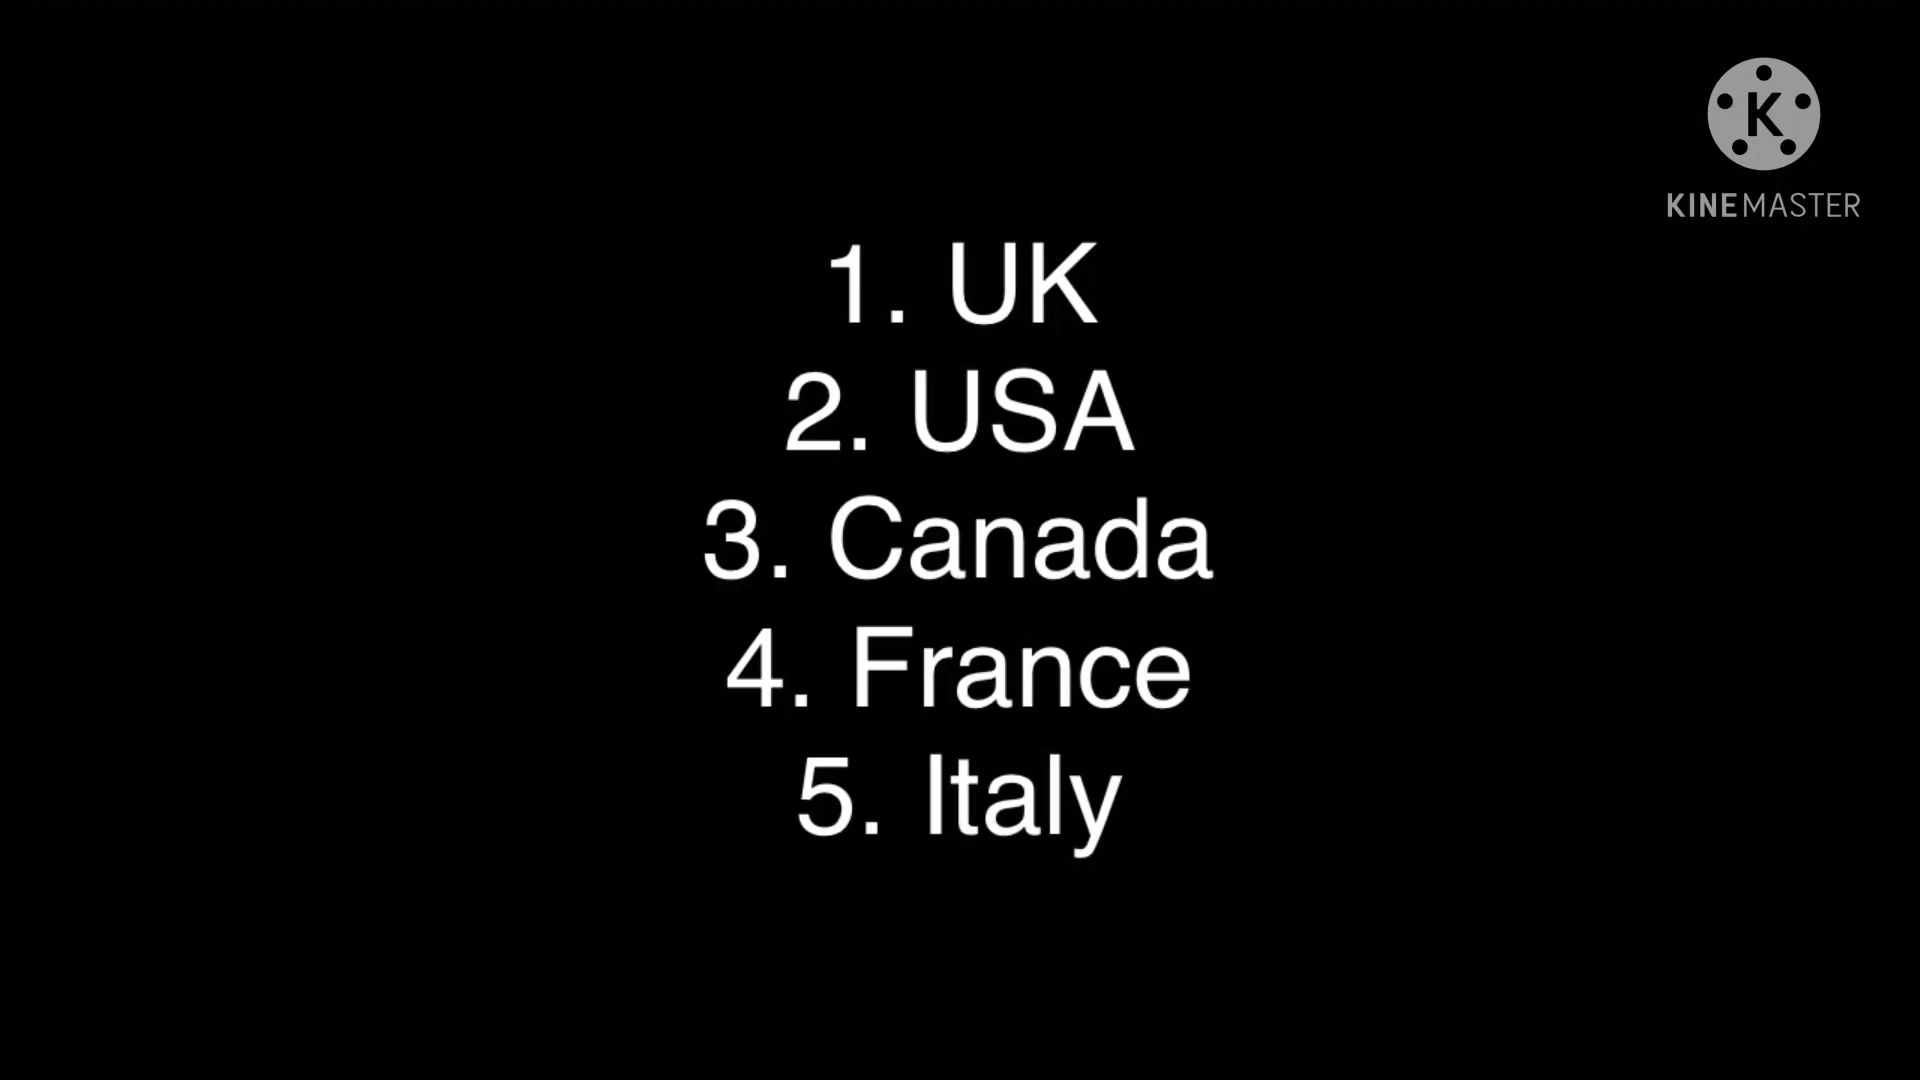 K
KINEMASTER
1. UK
2. USA
3. Canada
4. France
5. Italy